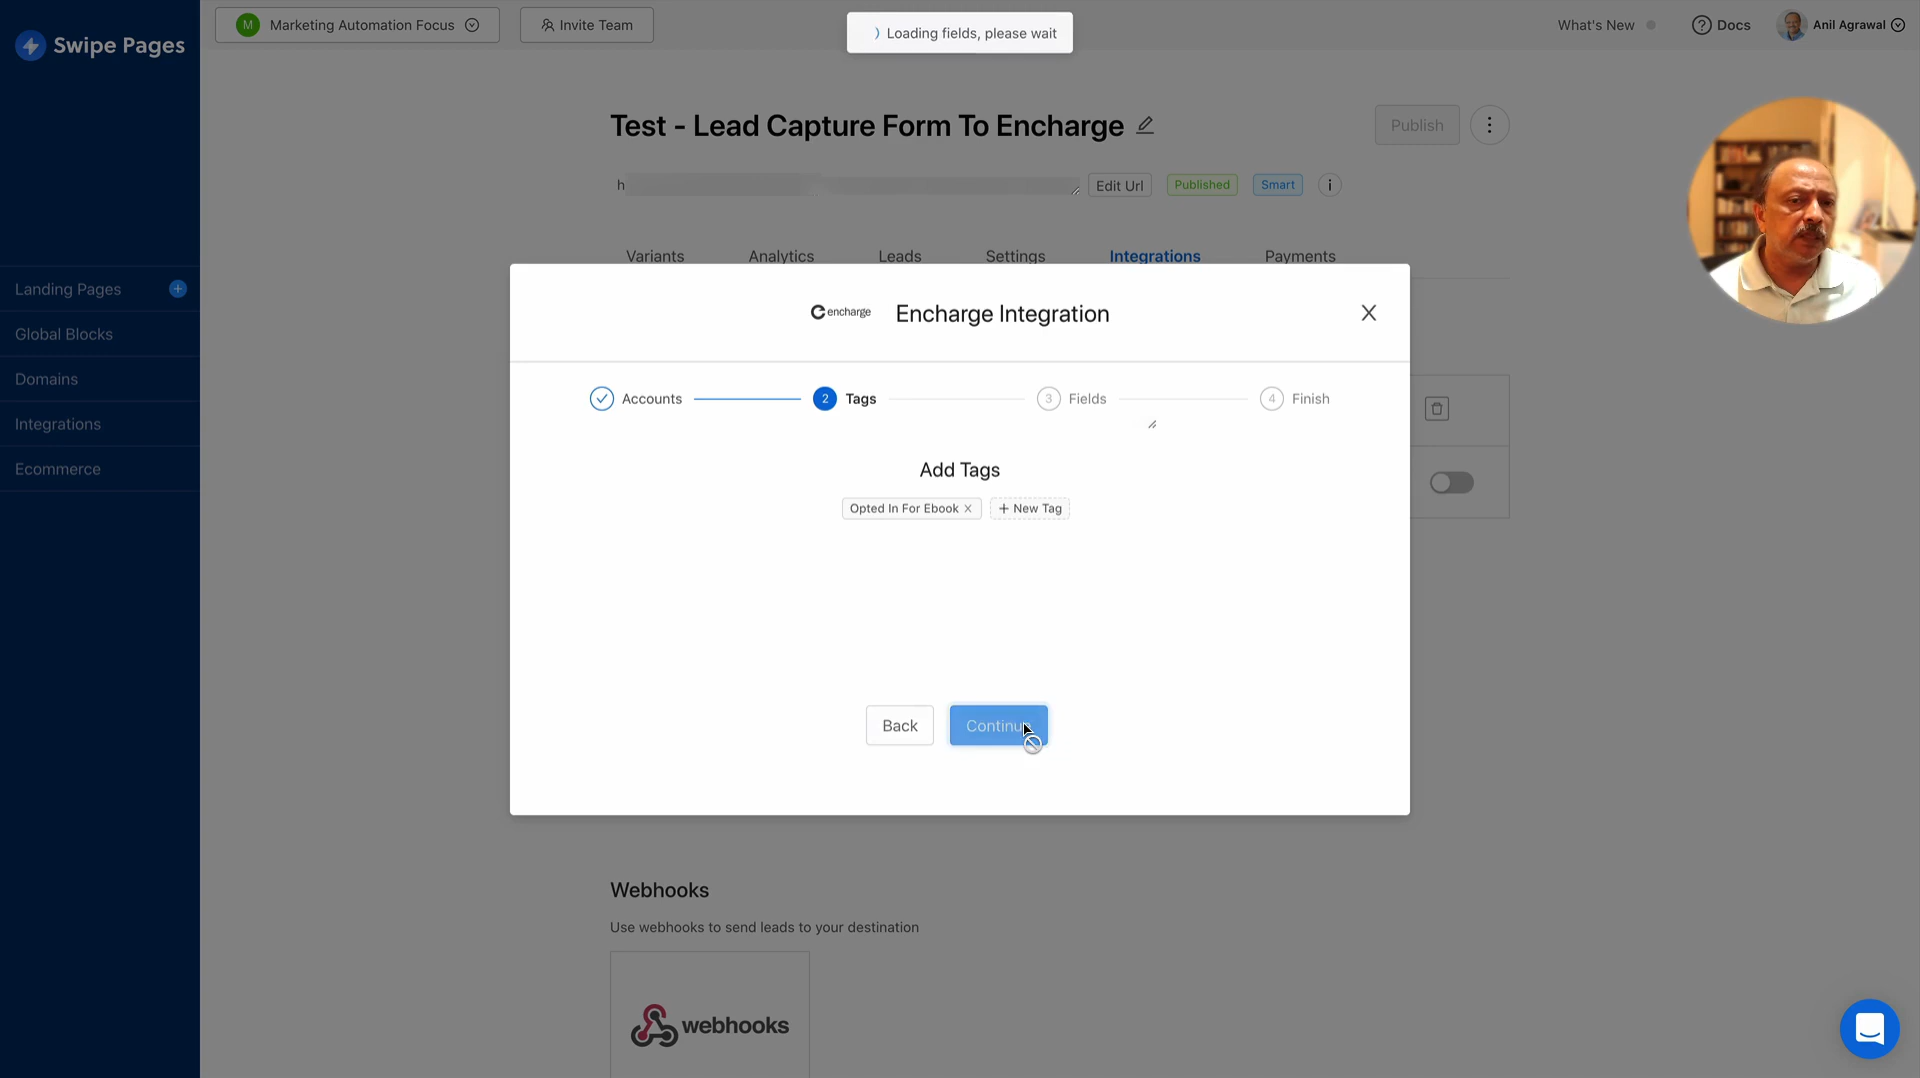 Swipe Pages
M Marketing Automation Focus
Invite Team
Loading fields, please wait
What's New
? Docs
Anil Agrawal
Test - Lead Capture Form To Encharge
Publish
h
Edit Url
Published
Smart
i
Variants
Analytics
Leads
Settings
Integrations
Payments
Landing Pages +
Global Blocks
Domains
Integrations
Ecommerce
encharge
Encharge Integration
Accounts
2 Tags
3 Fields
4 Finish
Add Tags
Opted In For Ebook
+ New Tag
Back
Continue
Webhooks
Use webhooks to send leads to your destination
webhooks